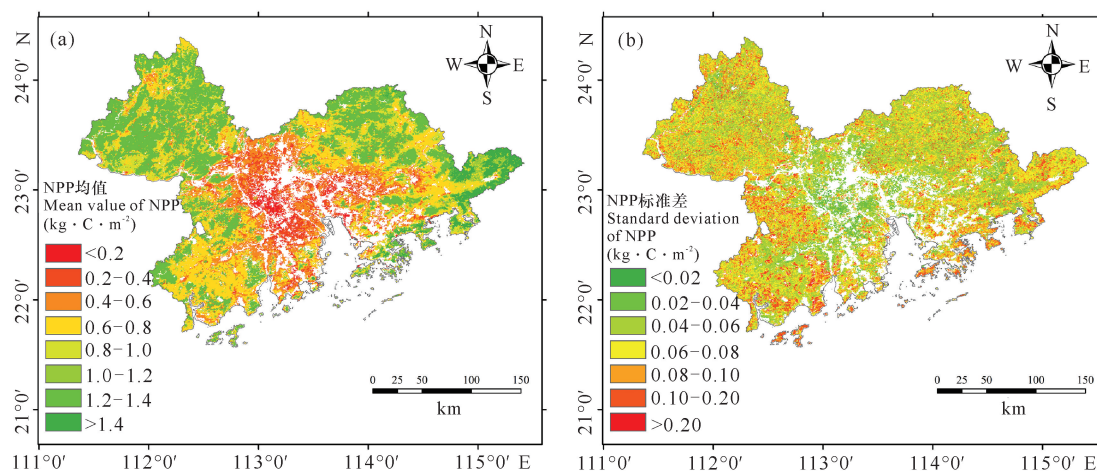 (a)
N
W E
S
N
24°0′
23°0′
22°0′
21°0′
NPP均值
Mean value of NPP
(kg·C·m⁻²)
<0.2
0.2-0.4
0.4-0.6
0.6-0.8
0.8-1.0
1.0-1.2
1.2-1.4
>1.4
0 25 50 100 150
km
111°0′ 112°0′ 113°0′ 114°0′ 115°0′ E
(b)
N
W E
S
N
24°0′
23°0′
22°0′
21°0′
NPP标准差
Standard deviation
of NPP
(kg·C·m⁻²)
<0.02
0.02-0.04
0.04-0.06
0.06-0.08
0.08-0.10
0.10-0.20
>0.20
0 25 50 100 150
km
111°0′ 112°0′ 113°0′ 114°0′ 115°0′ E